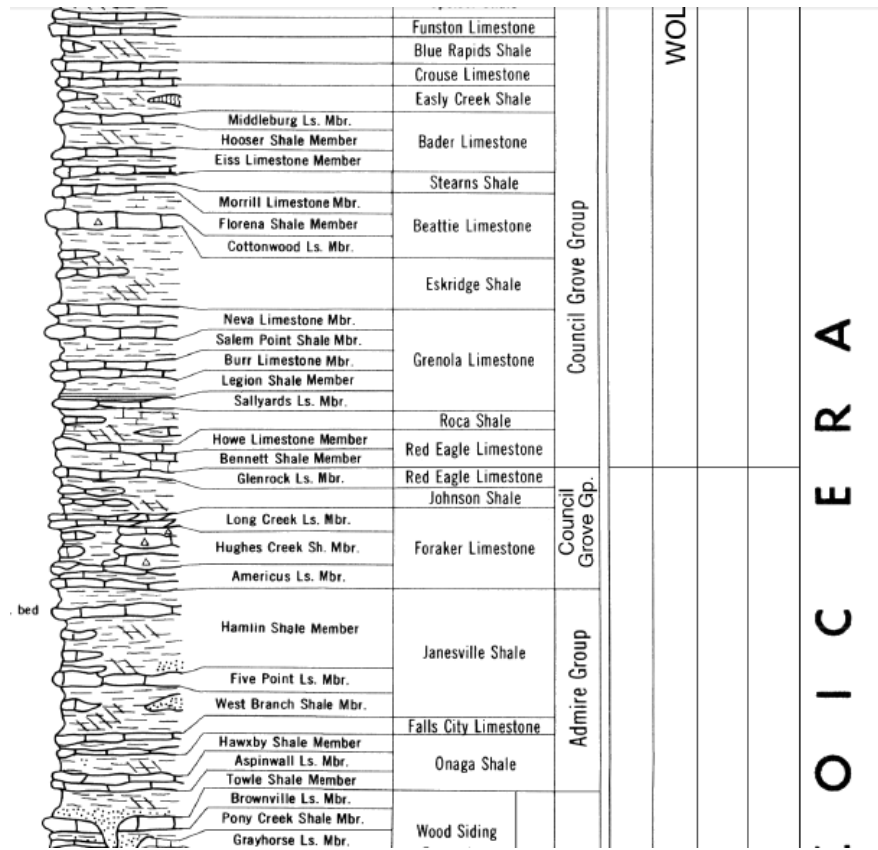 Funston Limestone
Blue Rapids Shale
Crouse Limestone
Easly Creek Shale
Middleburg Ls. Mbr.
Hooser Shale Member
Eiss Limestone Member
Bader Limestone
Stearns Shale
Morrill Limestone Mbr.
Florena Shale Member
Cottonwood Ls. Mbr.
Beattie Limestone
Eskridge Shale
Neva Limestone Mbr.
Salem Point Shale Mbr.
Burr Limestone Mbr.
Legion Shale Member
Sallyards Ls. Mbr.
Grenola Limestone
Roca Shale
Howe Limestone Member
Bennett Shale Member
Red Eagle Limestone
Glenrock Ls. Mbr.
Red Eagle Limestone
Johnson Shale
Long Creek Ls. Mbr.
Hughes Creek Sh. Mbr.
Americus Ls. Mbr.
Foraker Limestone
. bed
Hamlin Shale Member
Five Point Ls. Mbr.
West Branch Shale Mbr.
Janesville Shale
Falls City Limestone
Hawxby Shale Member
Aspinwall Ls. Mbr.
Towle Shale Member
Onaga Shale
Brownville Ls. Mbr.
Pony Creek Shale Mbr.
Grayhorse Ls. Mbr.
Wood Siding
Council Grove Group
Council
Grove Gp.
Admire Group
WOL
OIC ERA